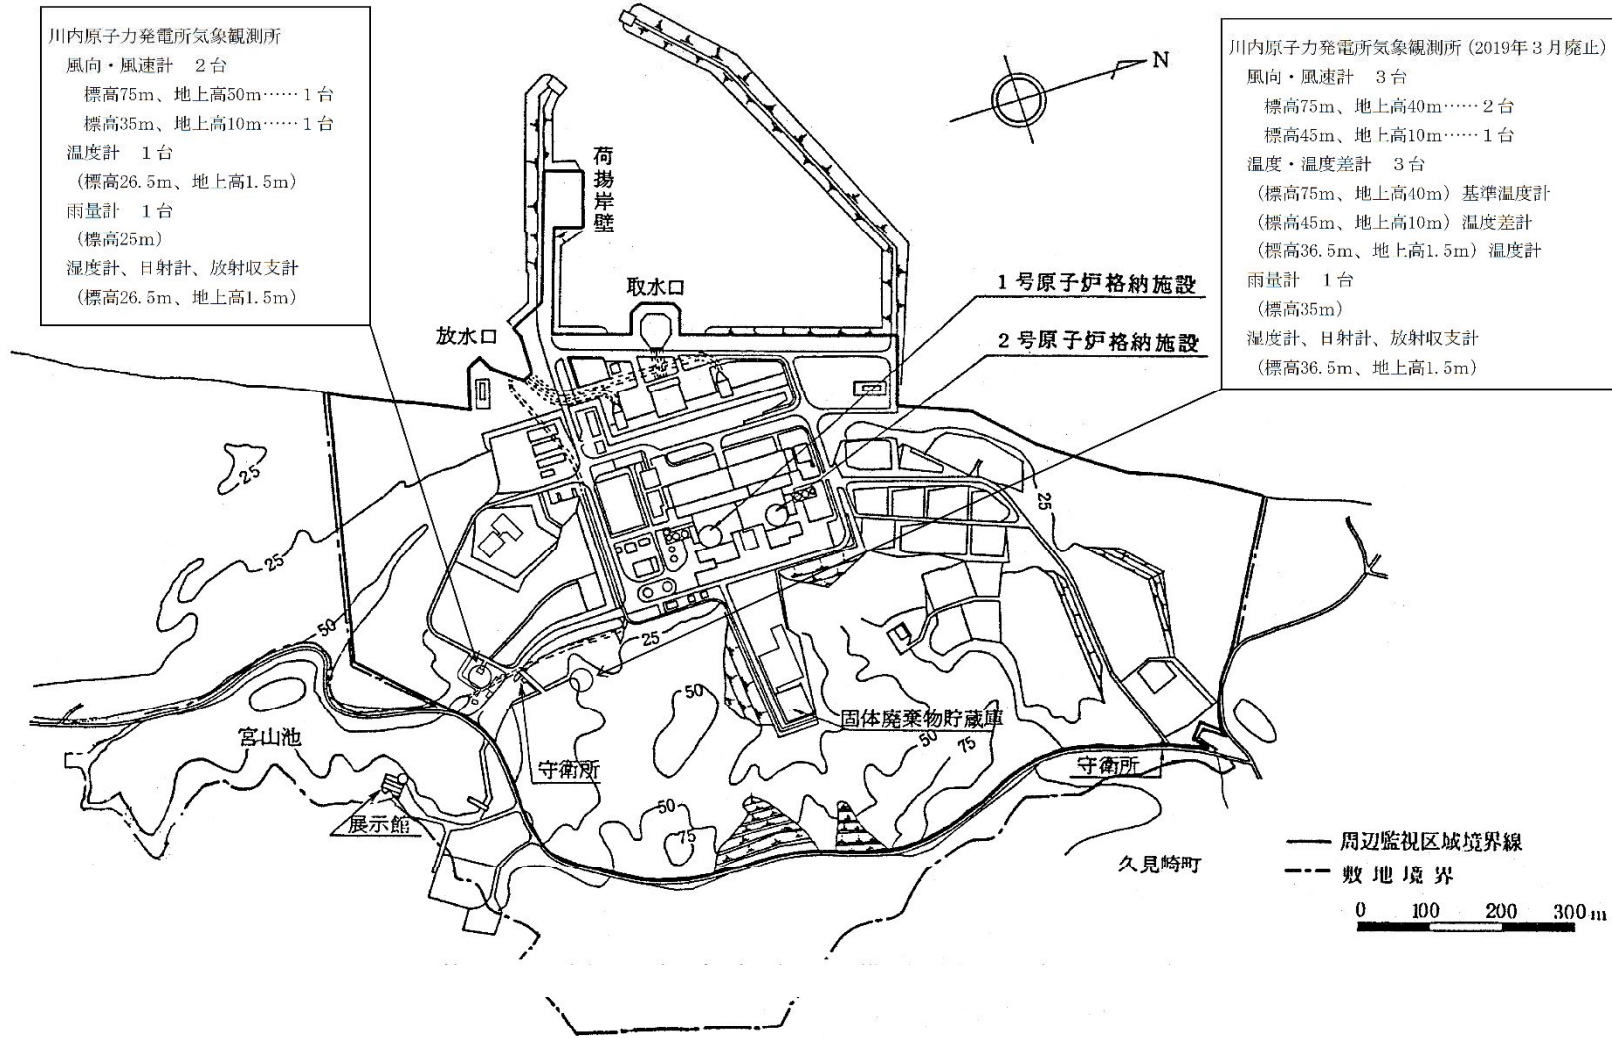 川内原子力発電所気象観測所
風向・風速計　２台
標高75m、地上高50m……１台
標高35m、地上高10m……１台
温度計　１台
(標高26.5m、地上高1.5m)
雨量計　１台
(標高25m)
湿度計、日射計、放射収支計
(標高26.5m、地上高1.5m)
川内原子力発電所気象観測所 (2019年３月廃止)
風向・風速計　３台
標高75m、地上高40m……２台
標高45m、地上高10m……１台
温度・温度差計　３台
(標高75m、地上高40m) 基準温度計
(標高45m、地上高10m) 温度差計
(標高36.5m、地上高1.5m) 温度計
雨量計　１台
(標高35m)
湿度計、日射計、放射収支計
(標高36.5m、地上高1.5m)
N
荷揚岸壁
取水口
放水口
１号原子炉格納施設
２号原子炉格納施設
25
25
25
50
25
50
固体廃棄物貯蔵庫
50
75
宮山池
守衛所
守衛所
展示館
50
75
久見崎町
周辺監視区域境界線
敷地境界
0 100 200 300m